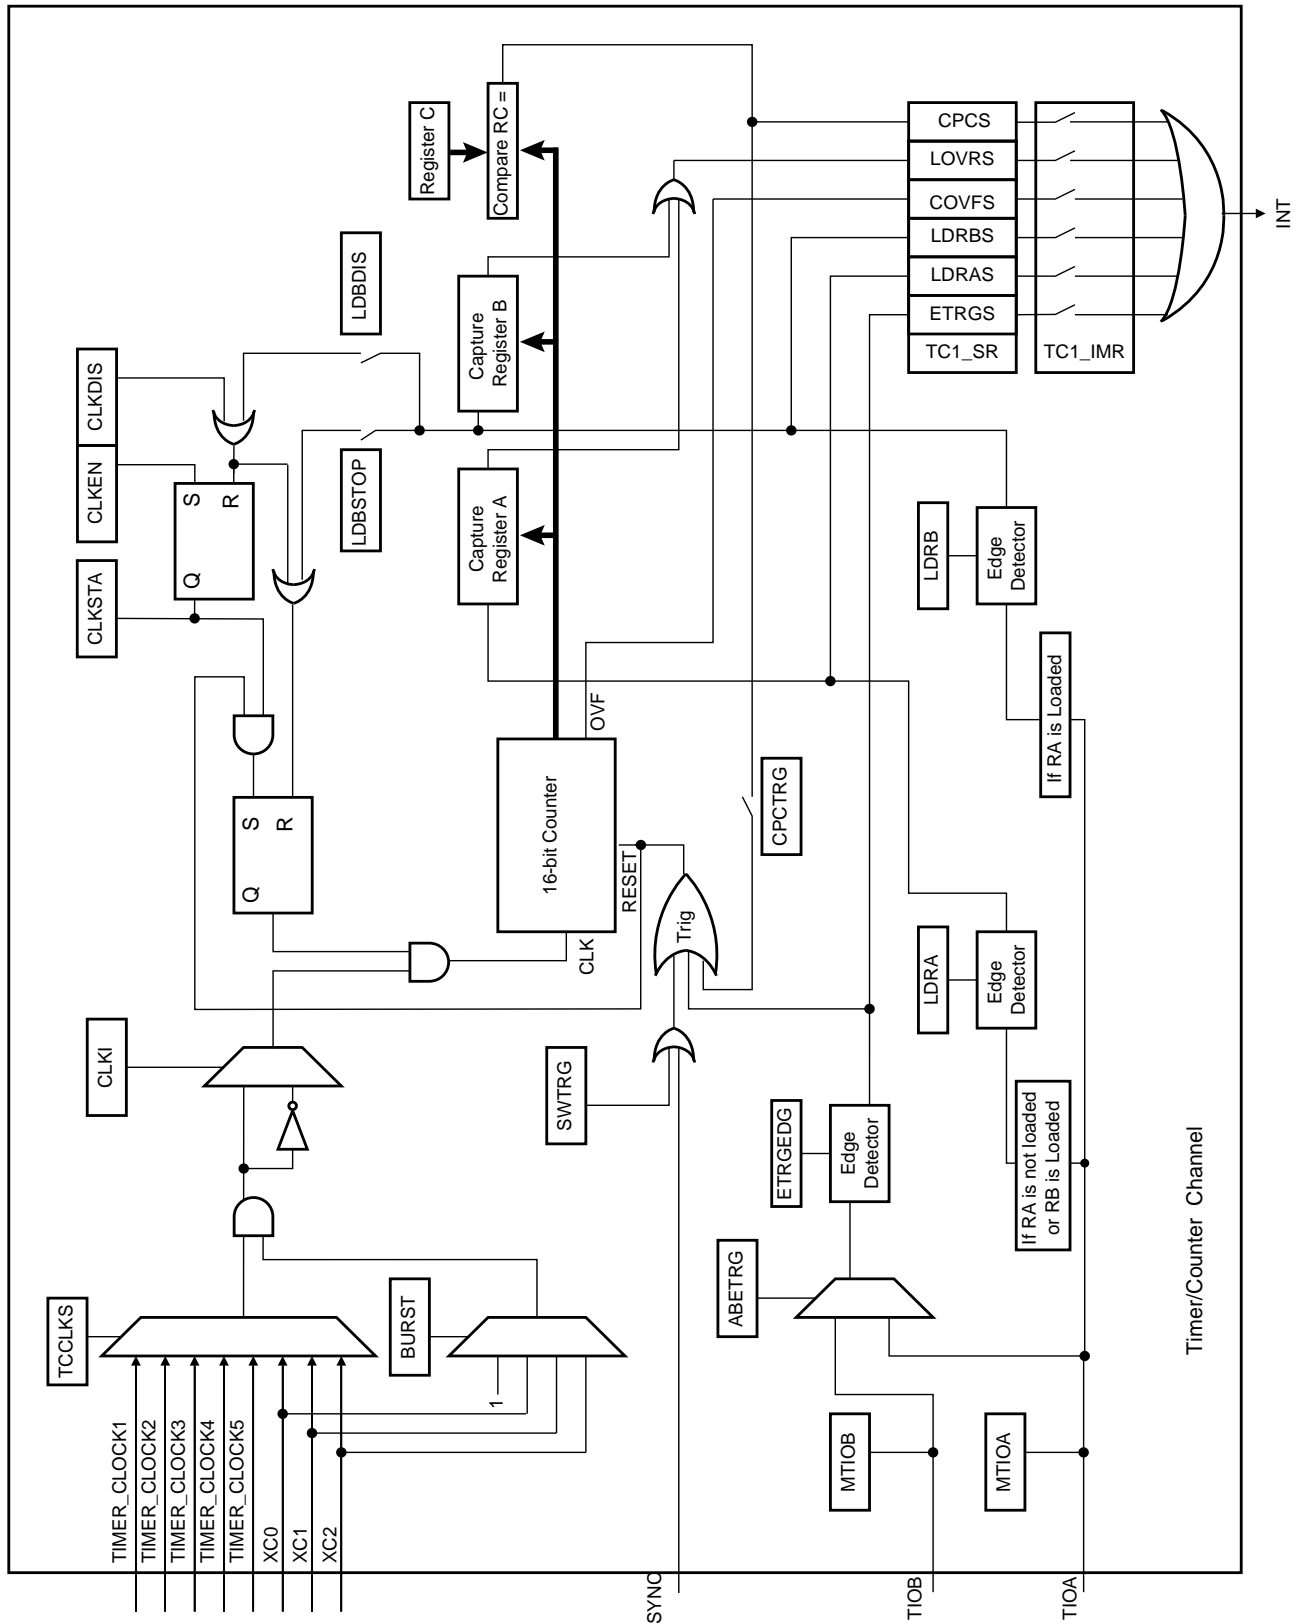 TCCLKS
TIMER_CLOCK1
TIMER_CLOCK2
TIMER_CLOCK3
TIMER_CLOCK4
TIMER_CLOCK5
XC0
XC1
XC2
CLKI
BURST
1
CLKSTA
CLKEN
CLKDIS
Q
S
R
Q
S
R
LDBSTOP
LDBDIS
Register C
Capture
Register A
Capture
Register B
Compare RC =
16-bit Counter
CLK
OVF
RESET
SWTRG
SYNC
Trig
CPCTRG
ABETRG
ETRGEDG
Edge
Detector
MTIOB
TIOB
MTIOA
TIOA
LDRA
Edge
Detector
If RA is not loaded
or RB is Loaded
LDRB
Edge
Detector
If RA is Loaded
CPCS
LOVRS
COVFS
LDRBS
LDRAS
ETRGS
TC1_SR
TC1_IMR
INT
Timer/Counter Channel